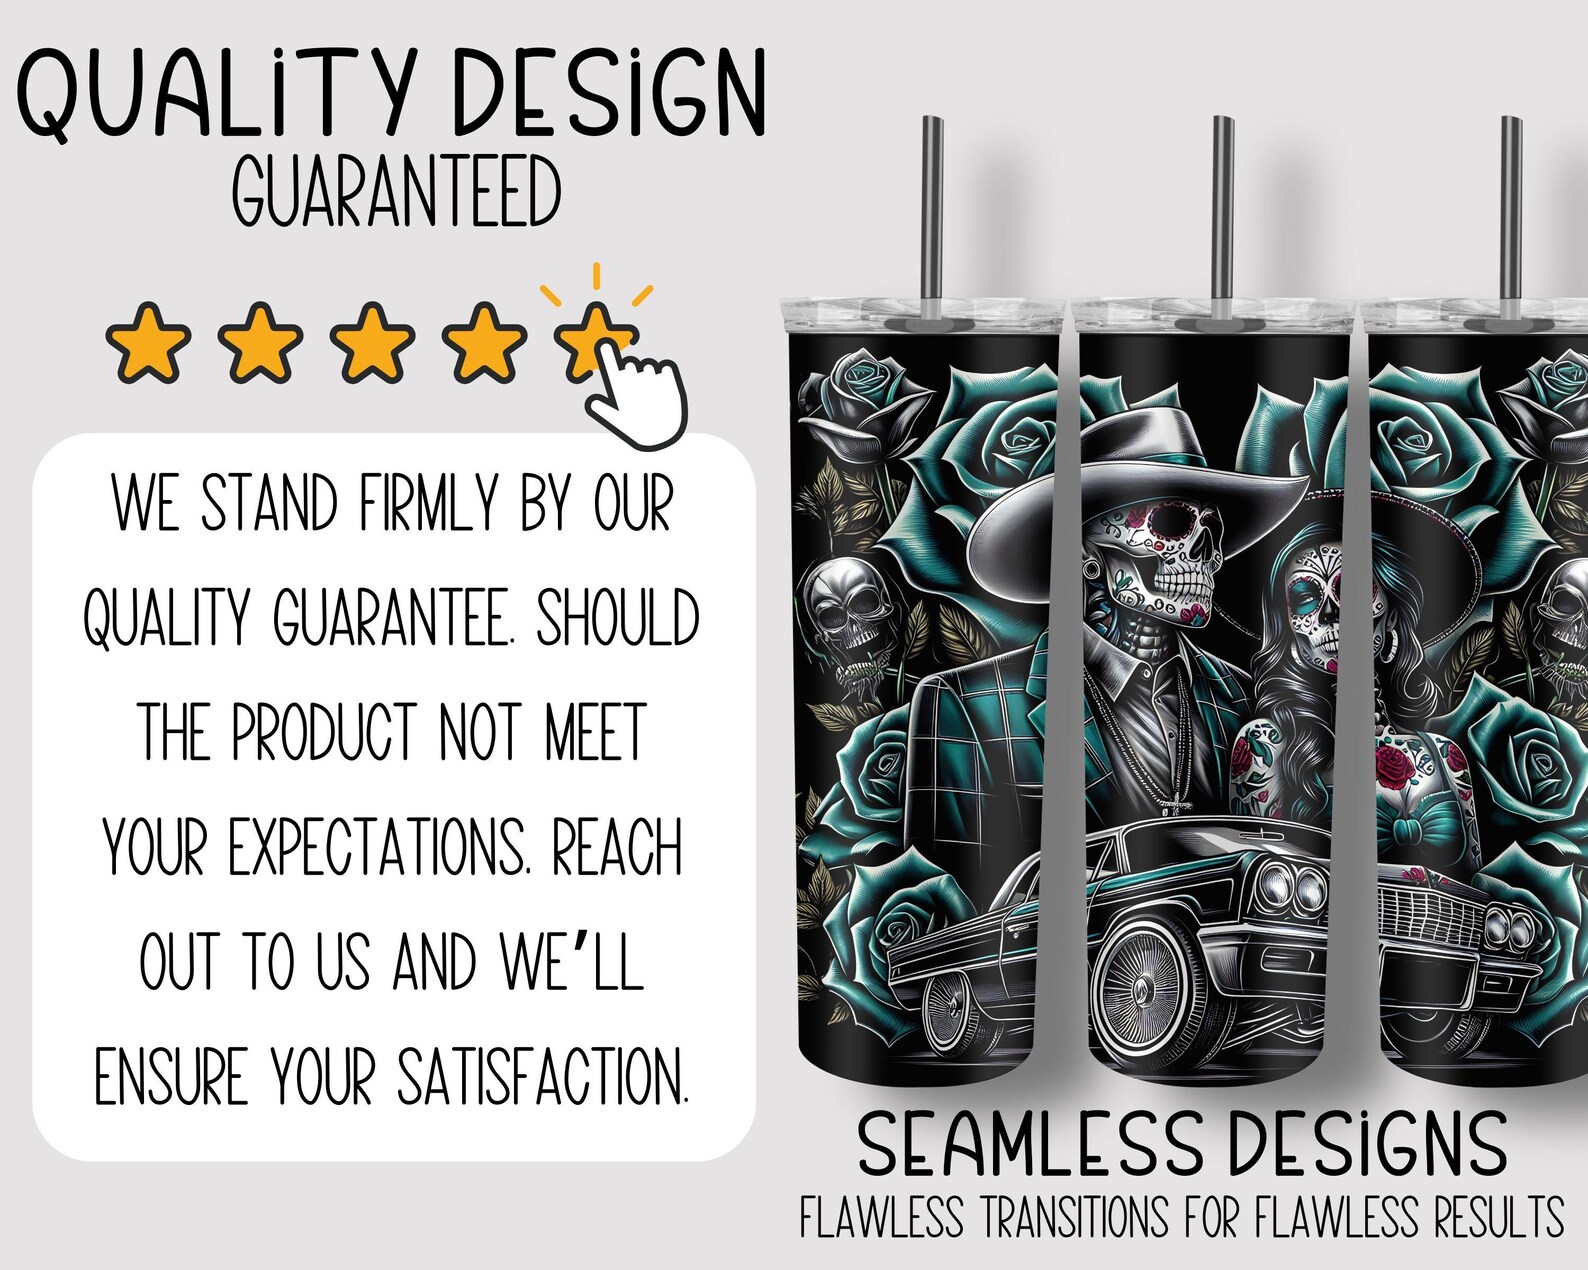 QUALITY DESIGN
GUARANTEED
WE STAND FIRMLY BY OUR
QUALITY GUARANTEE. SHOULD
THE PRODUCT NOT MEET
YOUR EXPECTATIONS. REACH
OUT TO US AND WE'LL
ENSURE YOUR SATISFACTION.
SEAMLESS DESIGNS
FLAWLESS TRANSITIONS FOR FLAWLESS RESULTS